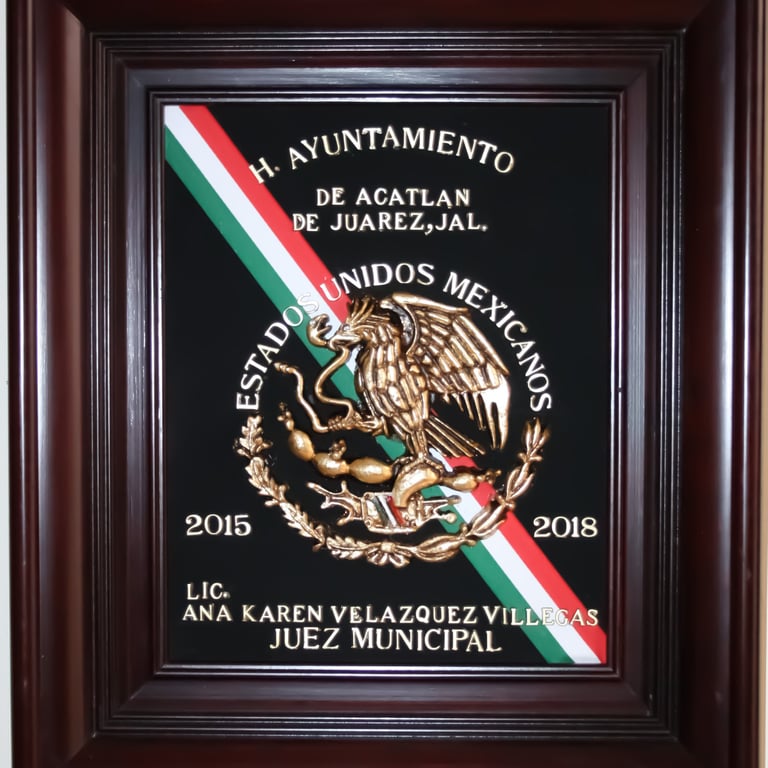 H. AYUNTAMIENTO
DE ACATLAN
DE JUAREZ,JAL.
ESTADOS UNIDOS MEXICANOS
2015
2018
LIC.
ANA KAREN VELAZQUEZ VILLEGAS
JUEZ MUNICIPAL